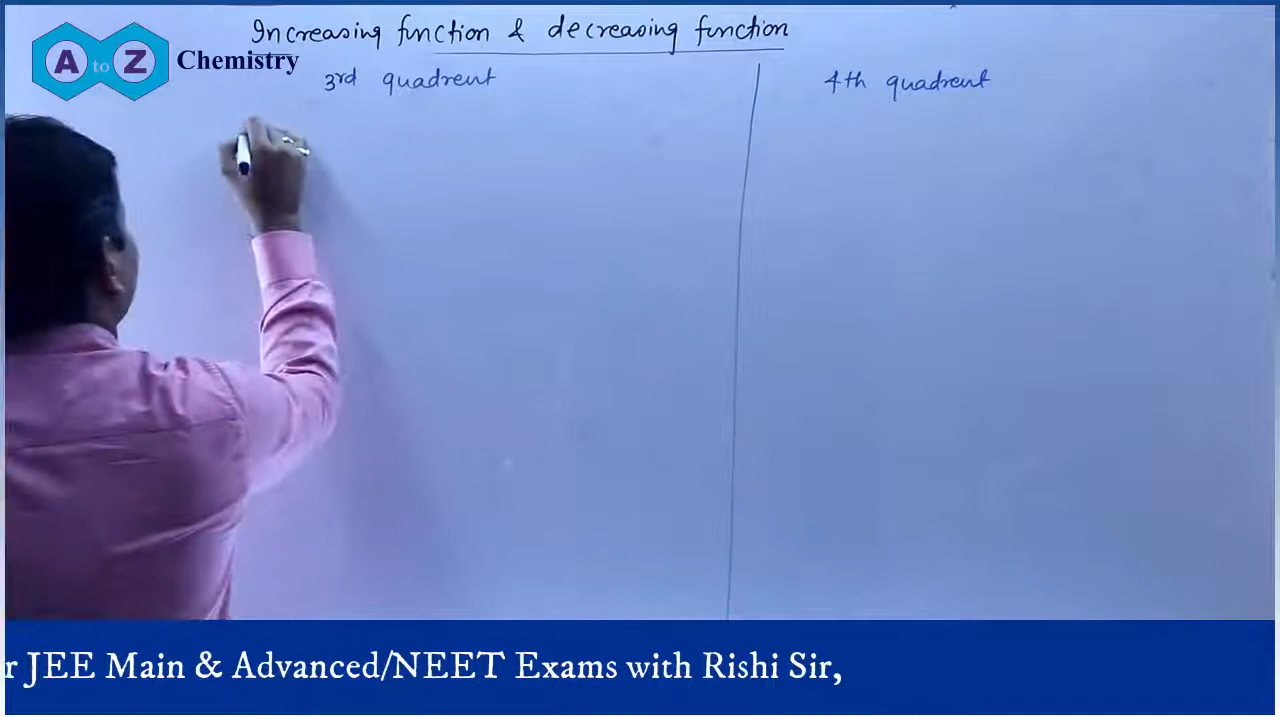 Increasing function & decreasing function
A to Z Chemistry
3rd quadrent
4th quadrent
r JEE Main & Advanced/NEET Exams with Rishi Sir,